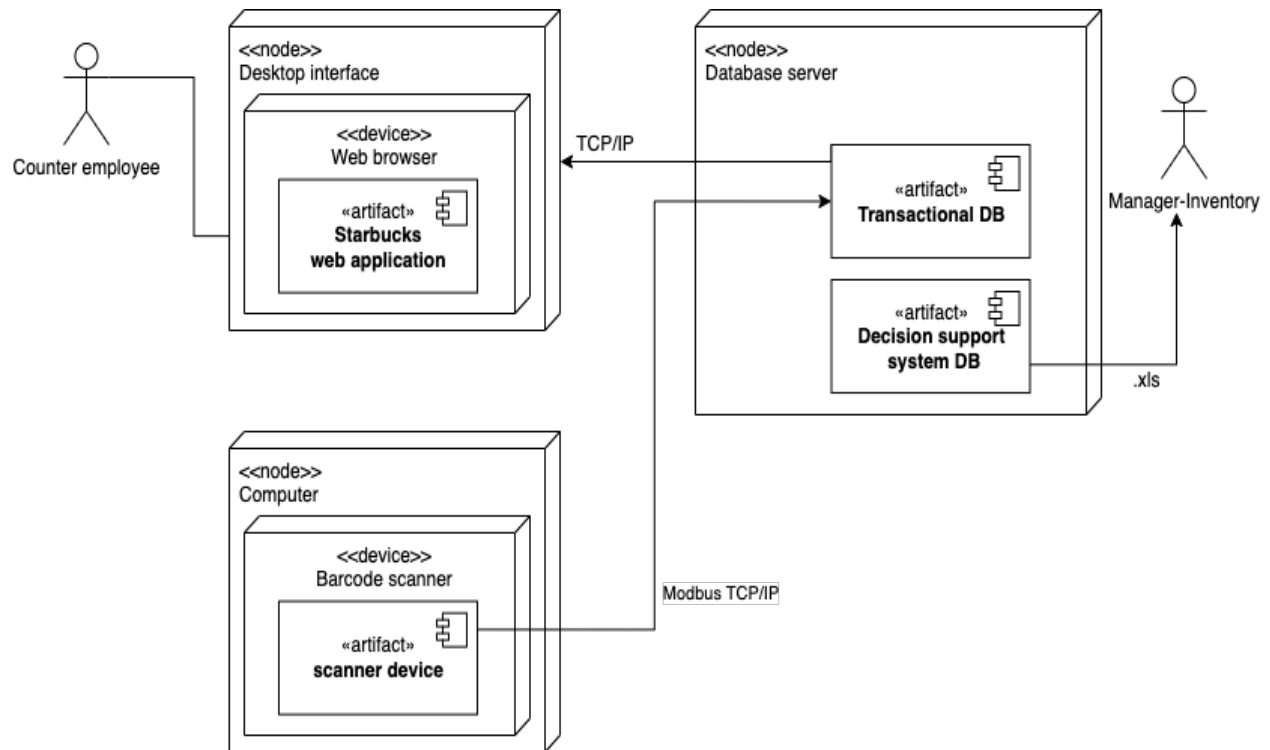 Counter employee
<<node>>
Desktop interface
<<device>>
Web browser
«artifact»
Starbucks
web application
TCP/IP
<<node>>
Database server
«artifact»
Transactional DB
«artifact»
Decision support
system DB
.xls
Manager-Inventory
<<node>>
Computer
<<device>>
Barcode scanner
«artifact»
scanner device
Modbus TCP/IP